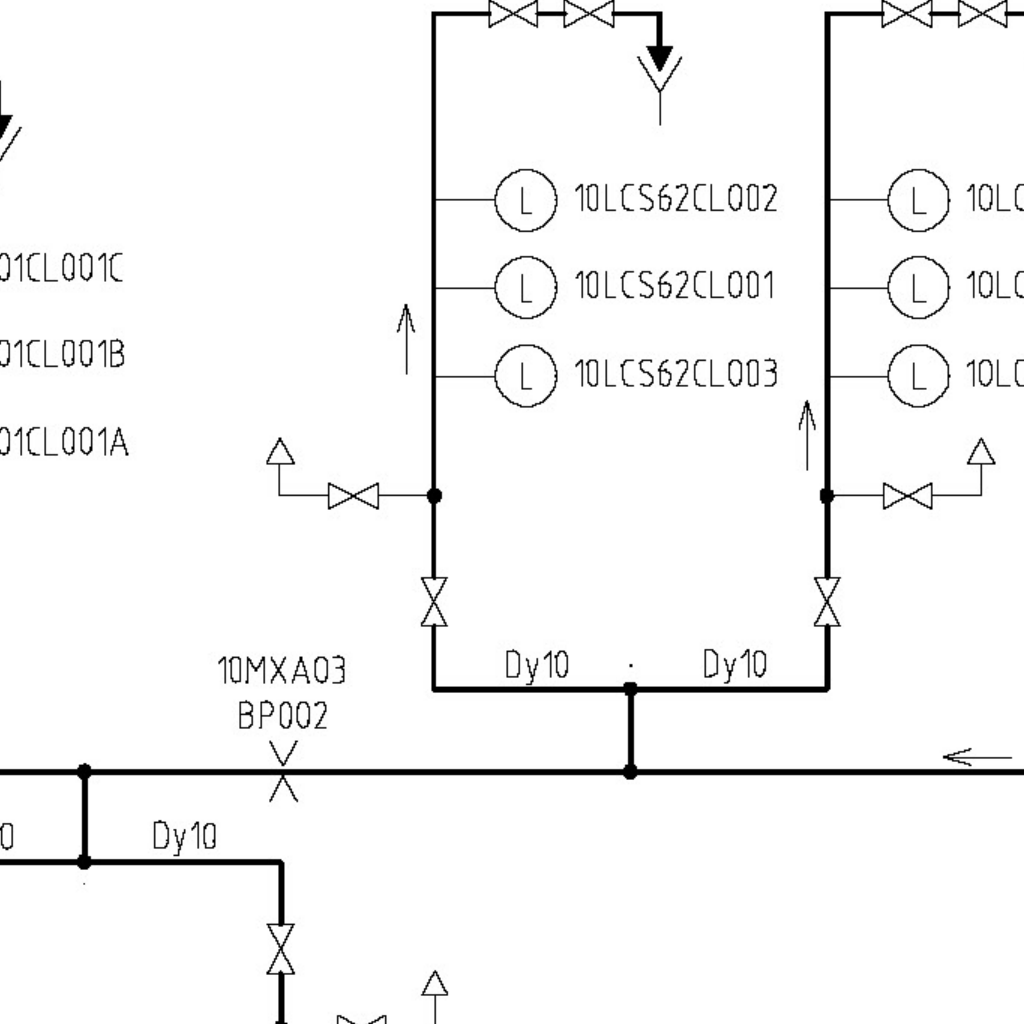 L 10LCS62CL002
L 10LC
01CL001C
L 10LCS62CL001
L 10LC
01CL001B
L 10LCS62CL003
L 10LC
01CL001A
10MXA03
BP002
Dy10
Dy10
0
Dy10